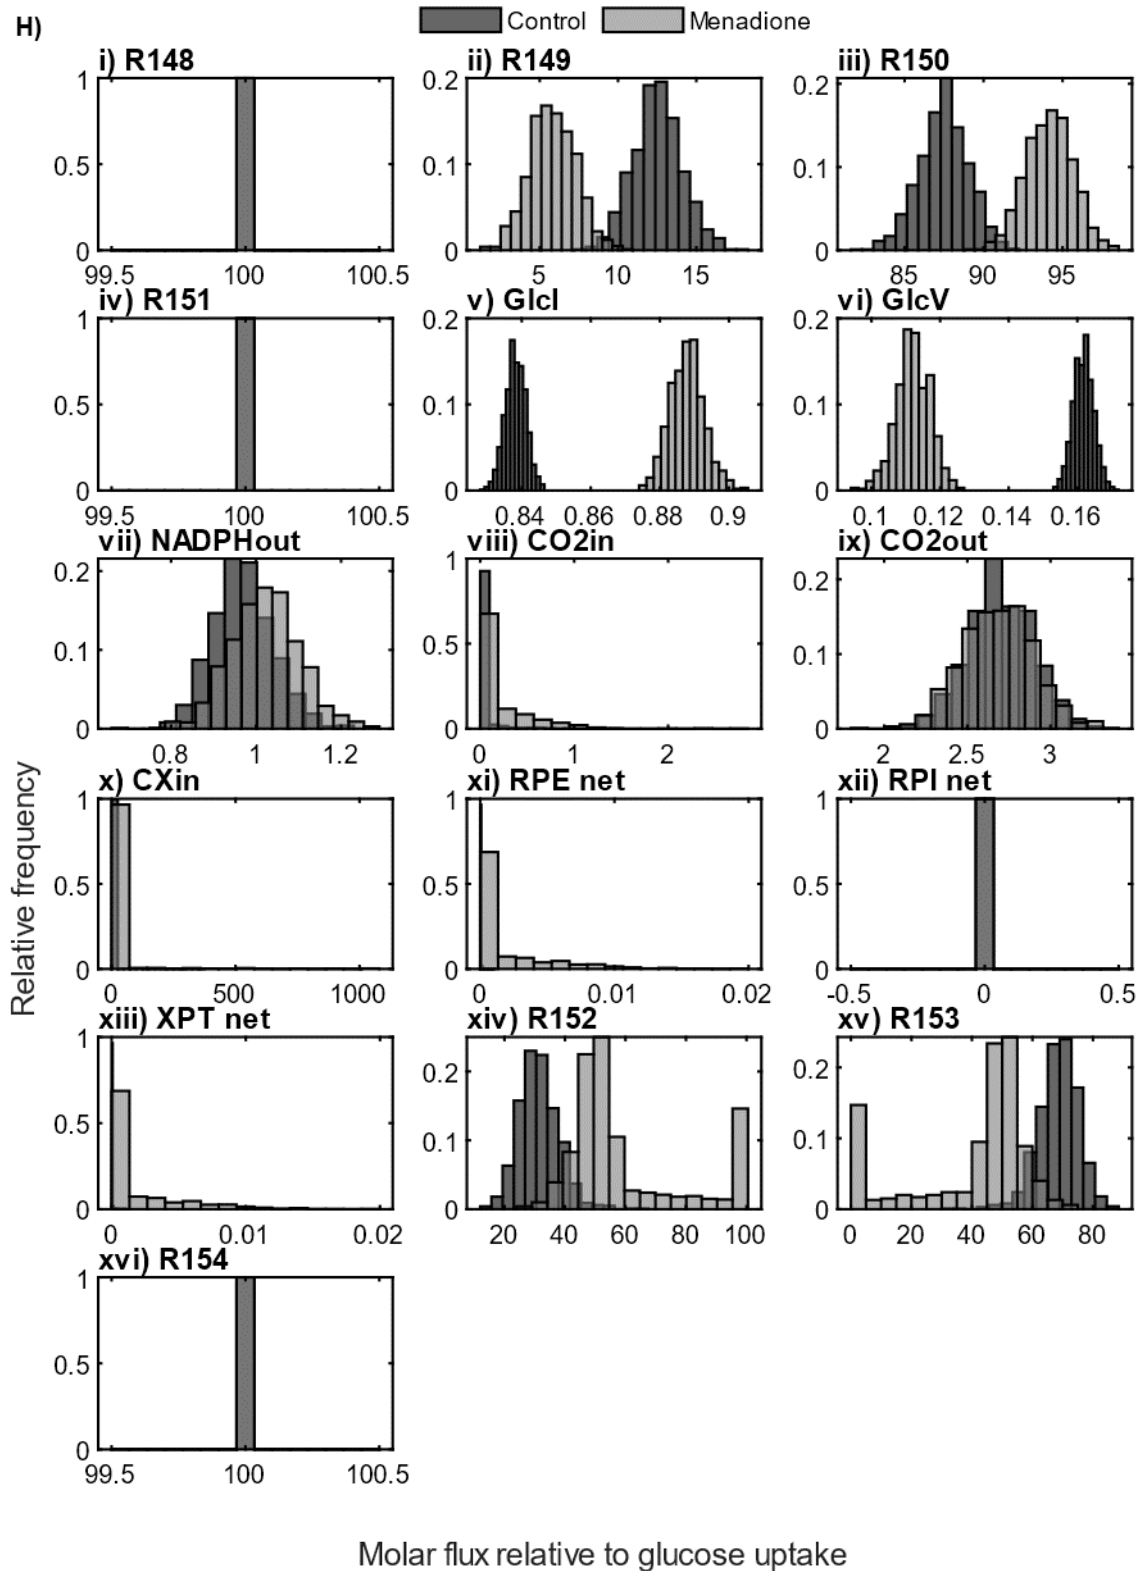 H)
Control Menadione
i) R148 ii) R149 iii) R150
1 0.2 0.2
0.5 0.1 0.1
0 0 0
99.5 100 100.5 5 10 15 85 90 95
iv) R151 v) GlcI vi) GlcV
1 0.2 0.2
0.5 0.1 0.1
0 0 0
99.5 100 100.5 0.84 0.86 0.88 0.9 0.1 0.12 0.14 0.16
vii) NADPHout viii) CO2in ix) CO2out
0.2 1 0.2
0.1 0.5 0.1
0 0 0
0.8 1 1.2 0 1 2 2 2.5 3
x) CXin xi) RPE net xii) RPI net
1 1 1
0.5 0.5 0.5
0 0 0
0 500 1000 0 0.01 0.02 -0.5 0 0.5
xiii) XPT net xiv) R152 xv) R153
1 0.2 0.2
0.5 0.1 0.1
0 0 0
0 0.01 0.02 20 40 60 80 100 0 20 40 60 80
xvi) R154
1
0.5
0
99.5 100 100.5
Relative frequency
Molar flux relative to glucose uptake